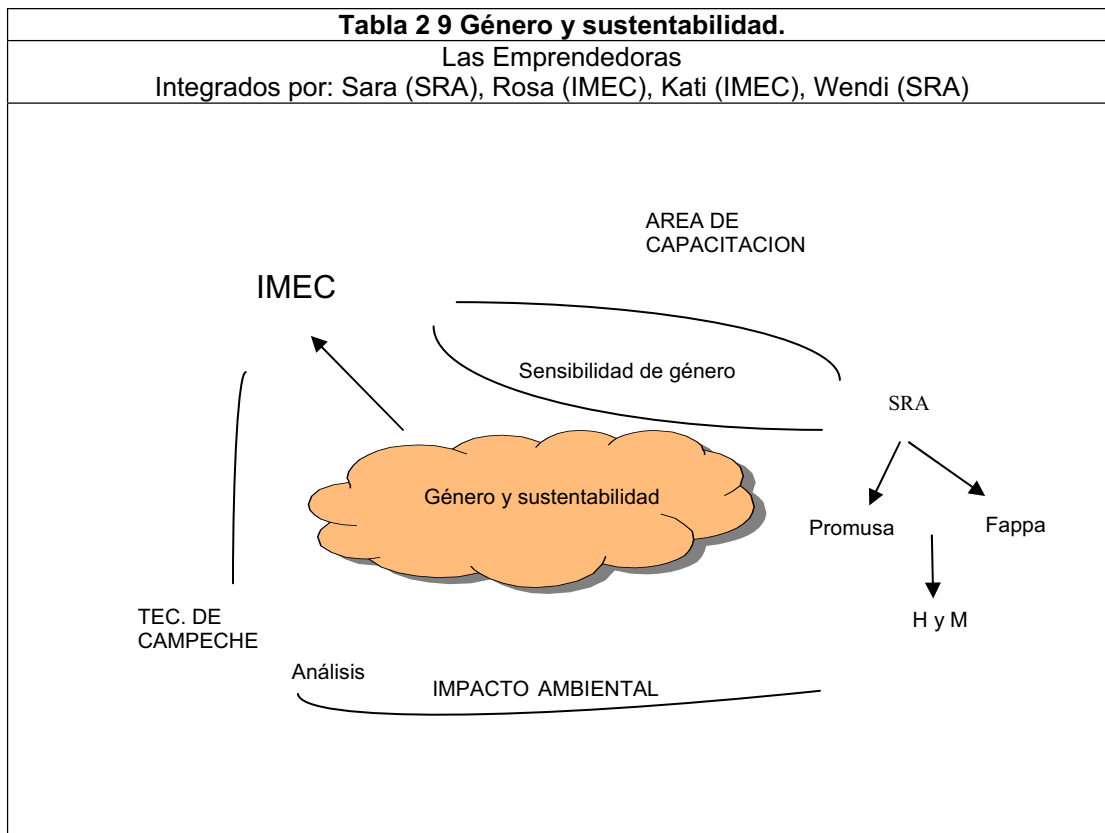 Tabla 2 9 Género y sustentabilidad.
Las Emprendedoras
Integrados por: Sara (SRA), Rosa (IMEC), Kati (IMEC), Wendi (SRA)
AREA DE
CAPACITACION
IMEC
Sensibilidad de género
SRA
Género y sustentabilidad
Promusa
Fappa
H y M
TEC. DE
CAMPECHE
Análisis
IMPACTO AMBIENTAL